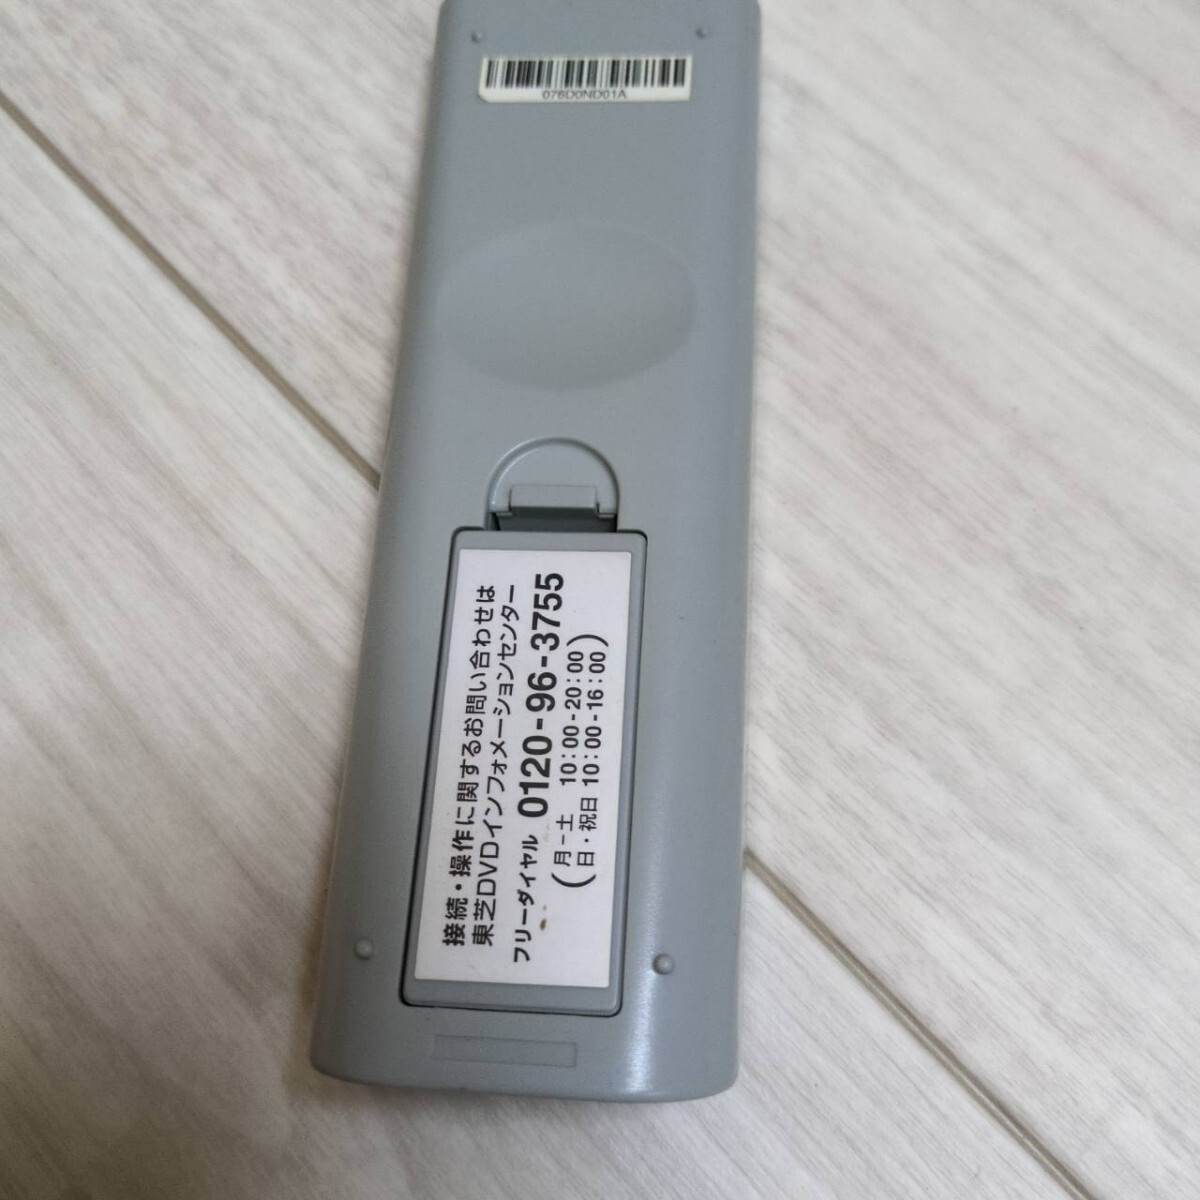 076D0ND01A
接続・操作に関するお問い合わせは
東芝DVDインフォメーションセンター
フリーダイヤル 0120-96-3755
(月-土 10:00-20:00
日・祝日 10:00-16:00)